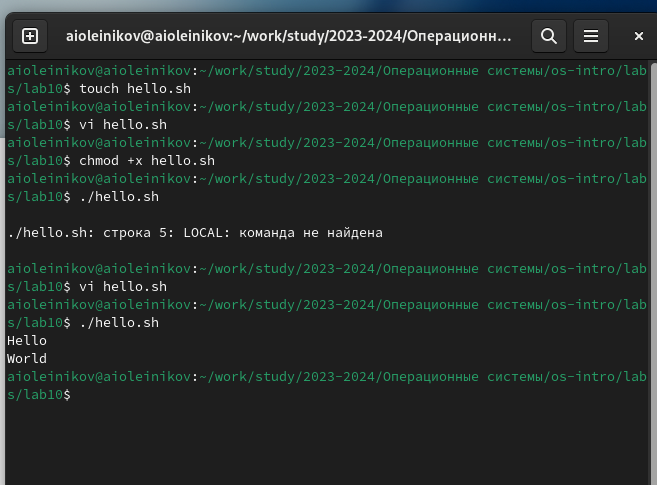 aioleinikov@aioleinikov:~/work/study/2023-2024/Операционн...
aioleinikov@aioleinikov:~/work/study/2023-2024/Операционные системы/os-intro/lab
s/lab10$ touch hello.sh
aioleinikov@aioleinikov:~/work/study/2023-2024/Операционные системы/os-intro/lab
s/lab10$ vi hello.sh
aioleinikov@aioleinikov:~/work/study/2023-2024/Операционные системы/os-intro/lab
s/lab10$ chmod +x hello.sh
aioleinikov@aioleinikov:~/work/study/2023-2024/Операционные системы/os-intro/lab
s/lab10$ ./hello.sh
./hello.sh: строка 5: LOCAL: команда не найдена
aioleinikov@aioleinikov:~/work/study/2023-2024/Операционные системы/os-intro/lab
s/lab10$ vi hello.sh
aioleinikov@aioleinikov:~/work/study/2023-2024/Операционные системы/os-intro/lab
s/lab10$ ./hello.sh
Hello
World
aioleinikov@aioleinikov:~/work/study/2023-2024/Операционные системы/os-intro/lab
s/lab10$